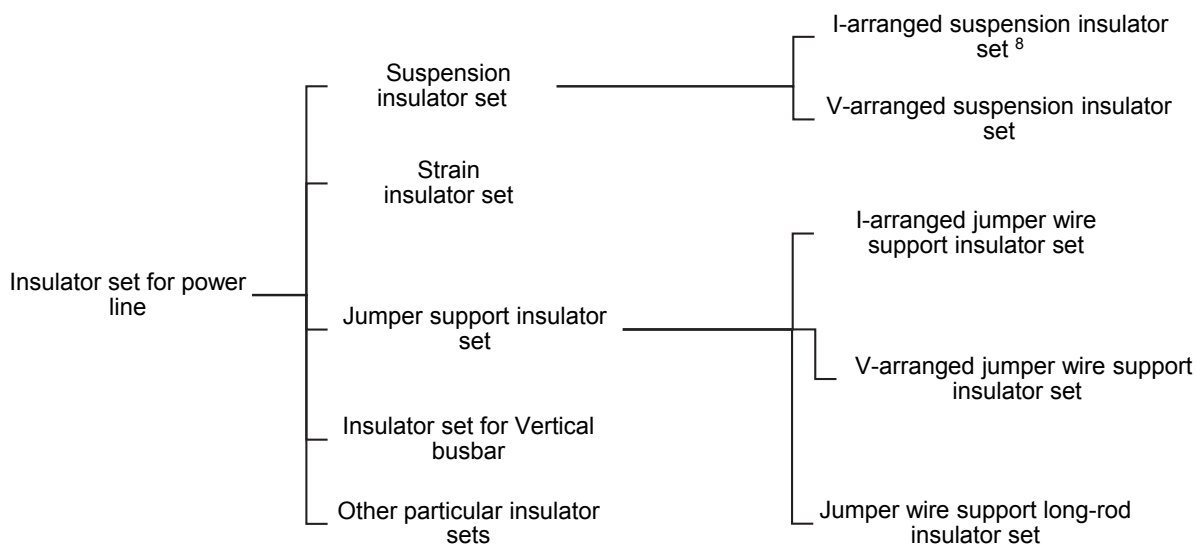 I-arranged suspension insulator
set 8
Suspension
insulator set
V-arranged suspension insulator
set
Strain
insulator set
I-arranged jumper wire
support insulator set
Insulator set for power
line
Jumper support insulator
set
V-arranged jumper wire support
insulator set
Insulator set for Vertical
busbar
Other particular insulator
sets
Jumper wire support long-rod
insulator set